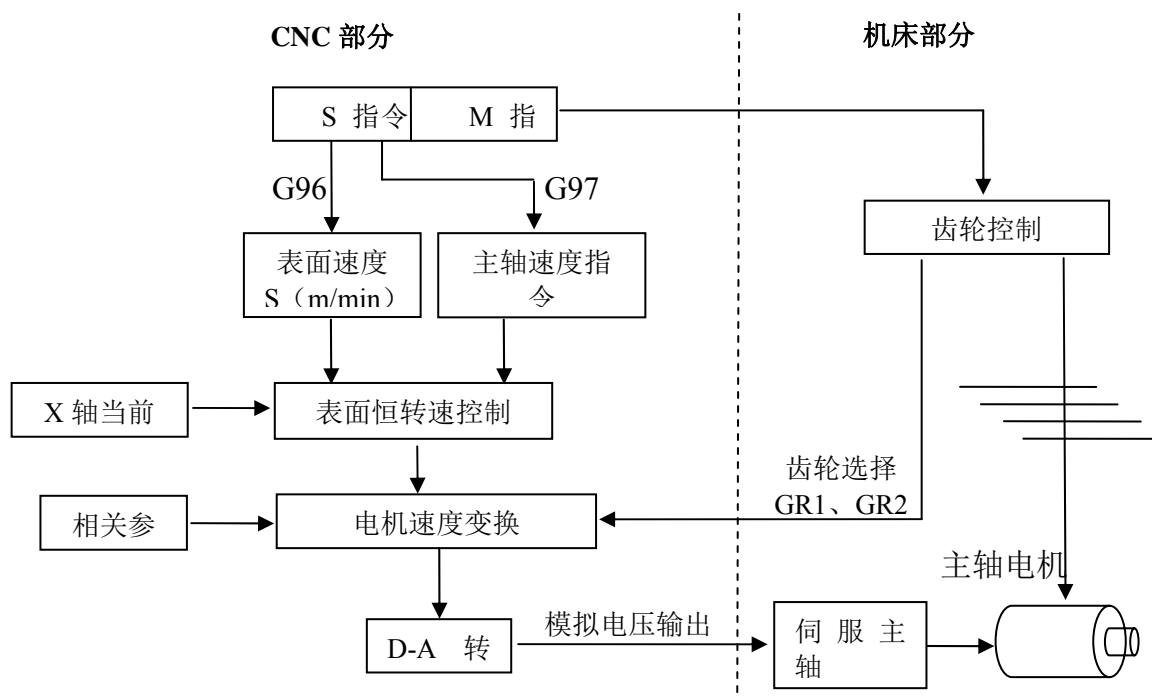 CNC 部分
机床部分
S 指令
M 指
G96
G97
表面速度
S（m/min）
主轴速度指
令
齿轮控制
X 轴当前
表面恒转速控制
齿轮选择
GR1、GR2
相关参
电机速度变换
主轴电机
D-A 转
模拟电压输出
伺服主
轴